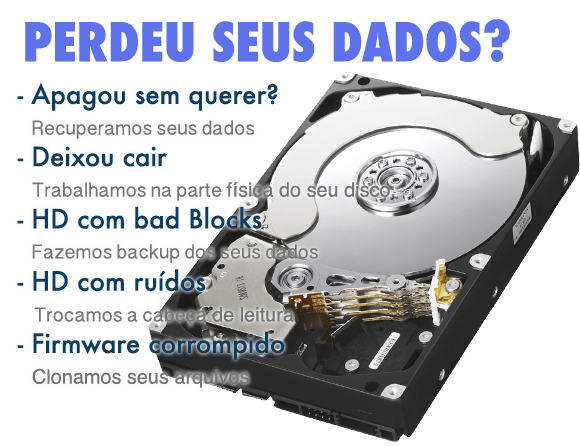 PERDEU SEUS DADOS?
- Apagou sem querer?
Recuperamos seus dados
- Deixou cair
Trabalhamos na parte física do seu disco.
- HD com bad Blocks
Fazemos backup dos seus dados
- HD com ruídos
Trocamos a cabeça de leitura
- Firmware corrompido
Clonamos seus arquivos